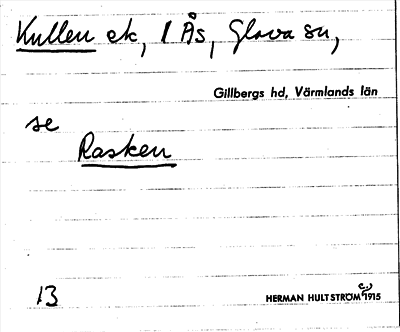 Kullen ek, 1 Ås, Glava sn,
Gillbergs hd, Värmlands län
se
Rasken
13
HERMAN HULTSTRÖM 1915